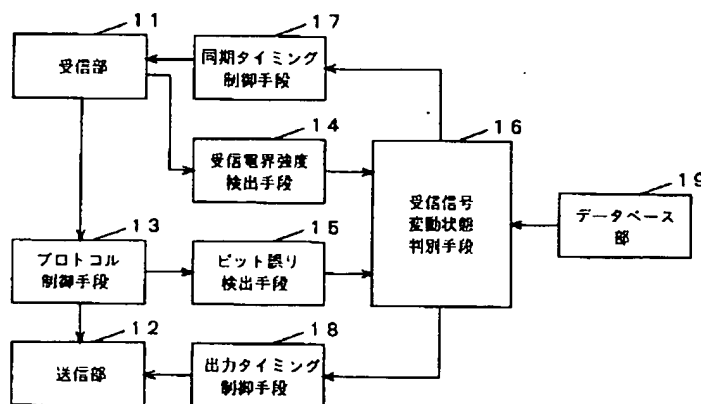 11
受信部
17
同期タイミング
制御手段
14
受信電界強度
検出手段
16
受信信号
変動状態
判別手段
19
データベース
部
13
プロトコル
制御手段
15
ビット誤り
検出手段
12
送信部
18
出力タイミング
制御手段